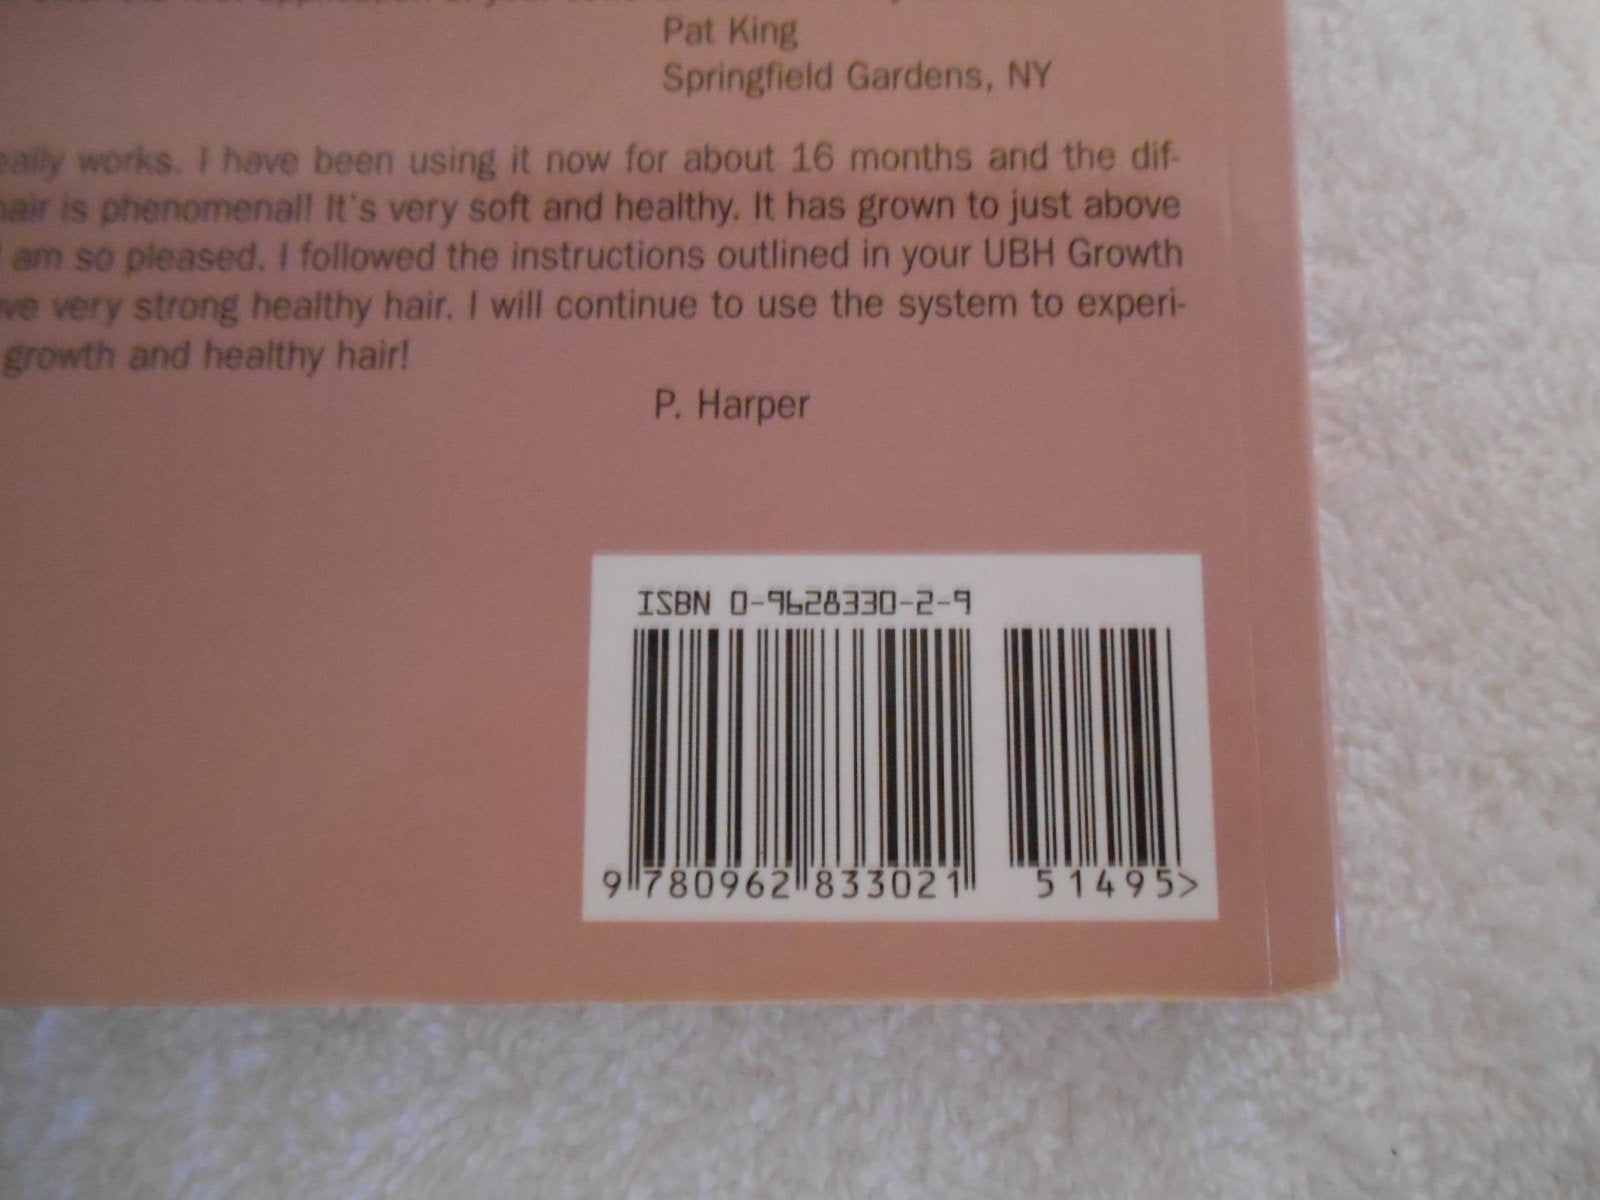 Pat King
Springfield Gardens, NY
really works. I have been using it now for about 16 months and the dif-
hair is phenomenal! It's very soft and healthy. It has grown to just above
I am so pleased. I followed the instructions outlined in your UBH Growth
ve very strong healthy hair. I will continue to use the system to experi-
growth and healthy hair!
P. Harper
ISBN 0-9628330-2-9
9 780962 833021 51495>